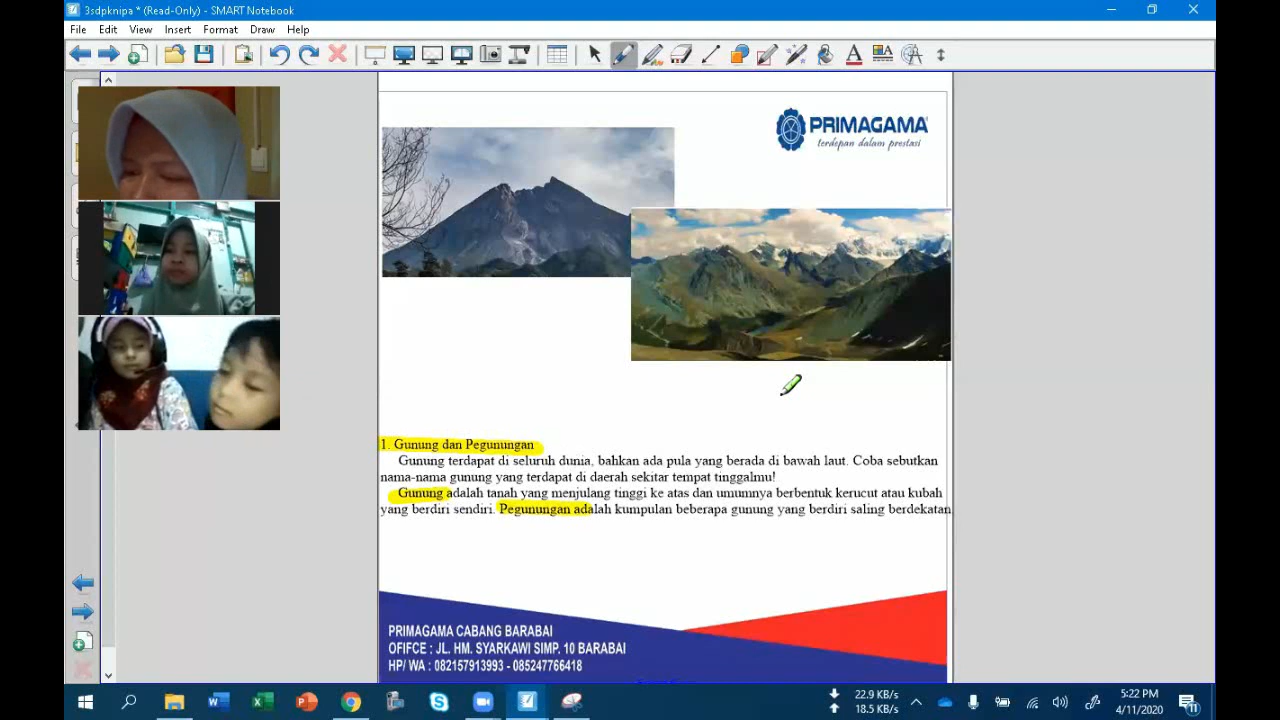 3sdpknipa * (Read-Only) - SMART Notebook
File Edit View Insert Format Draw Help
PRIMAGAMA
terdepan dalam prestasi
1. Gunung dan Pegunungan
Gunung terdapat di seluruh dunia, bahkan ada pula yang berada di bawah laut. Coba sebutkan
nama-nama gunung yang terdapat di daerah sekitar tempat tinggalmu!
Gunung adalah tanah yang menjulang tinggi ke atas dan umumnya berbentuk kerucut atau kubah
yang berdiri sendiri. Pegunungan adalah kumpulan beberapa gunung yang berdiri saling berdekatan.
PRIMAGAMA CABANG BARABAI
OFIFCE : JL. HM. SYARKAWI SIMP. 10 BARABAI
HP/ WA : 082157913993 - 085247766418
22.9 KB/s
18.5 KB/s
5:22 PM
4/11/2020
11